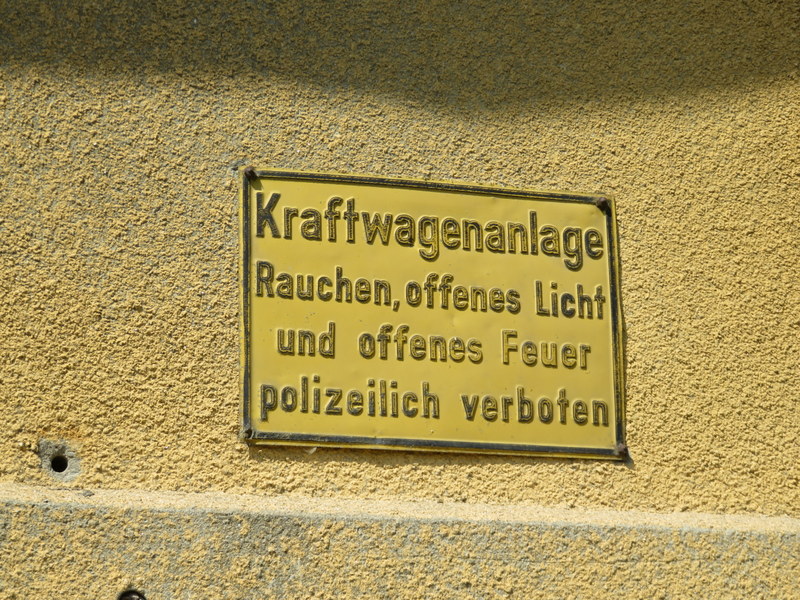 Kraftwagenanlage
Rauchen, offenes Licht
und offenes Feuer
polizeilich verboten